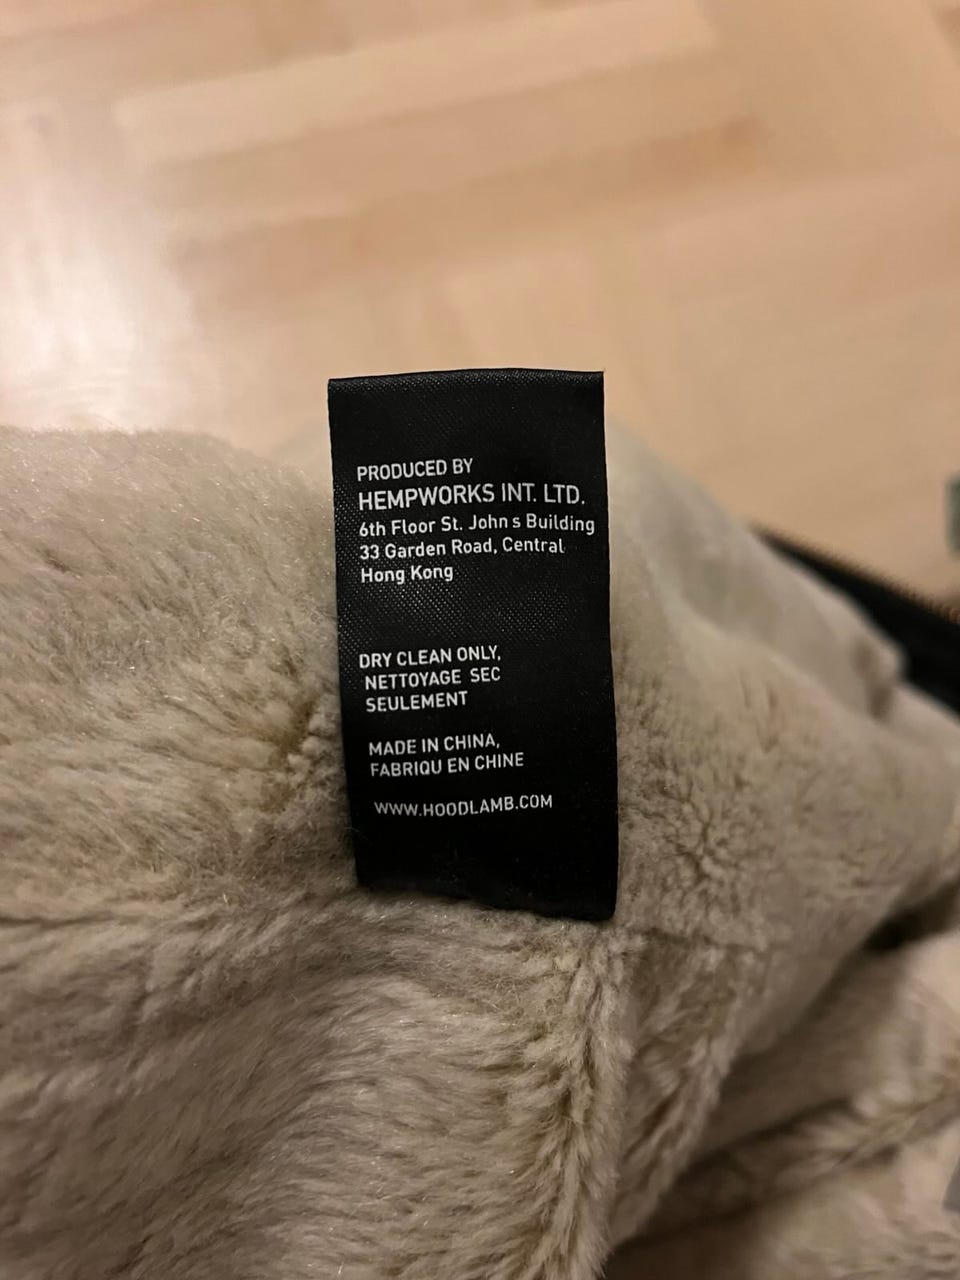 PRODUCED BY
HEMPWORKS INT. LTD.
6th Floor St. John s Building
33 Garden Road, Central
Hong Kong
DRY CLEAN ONLY,
NETTOYAGE SEC
SEULEMENT
MADE IN CHINA,
FABRIQU EN CHINE
WWW.HOODLAMB.COM